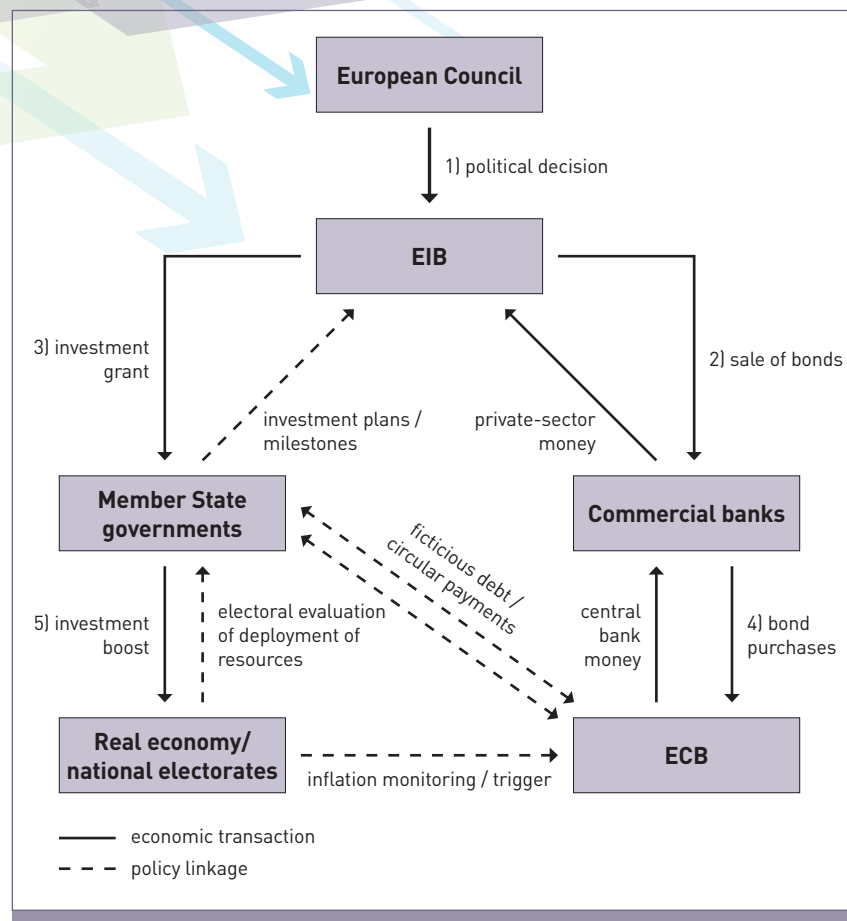 European Council
1) political decision
EIB
3) investment
grant
2) sale of bonds
investment plans /
milestones
private-sector
money
Member State
governments
Commercial banks
ficticious debt /
circular payments
5) investment
boost
electoral evaluation
of deployment of
resources
central
bank
money
4) bond
purchases
Real economy/
national electorates
ECB
inflation monitoring / trigger
economic transaction
policy linkage